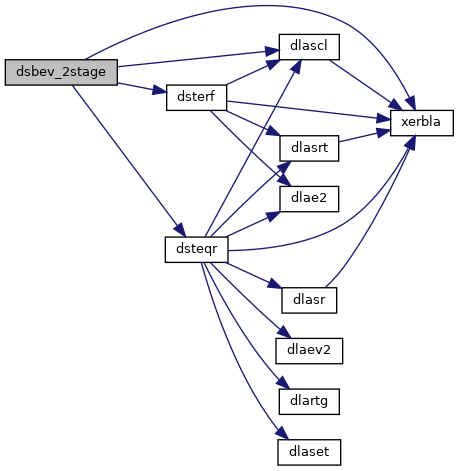 dsbev_2stage
dlascl
dsterf
xerbla
dlasrt
dlae2
dsteqr
dlasr
dlaev2
dlartg
dlaset